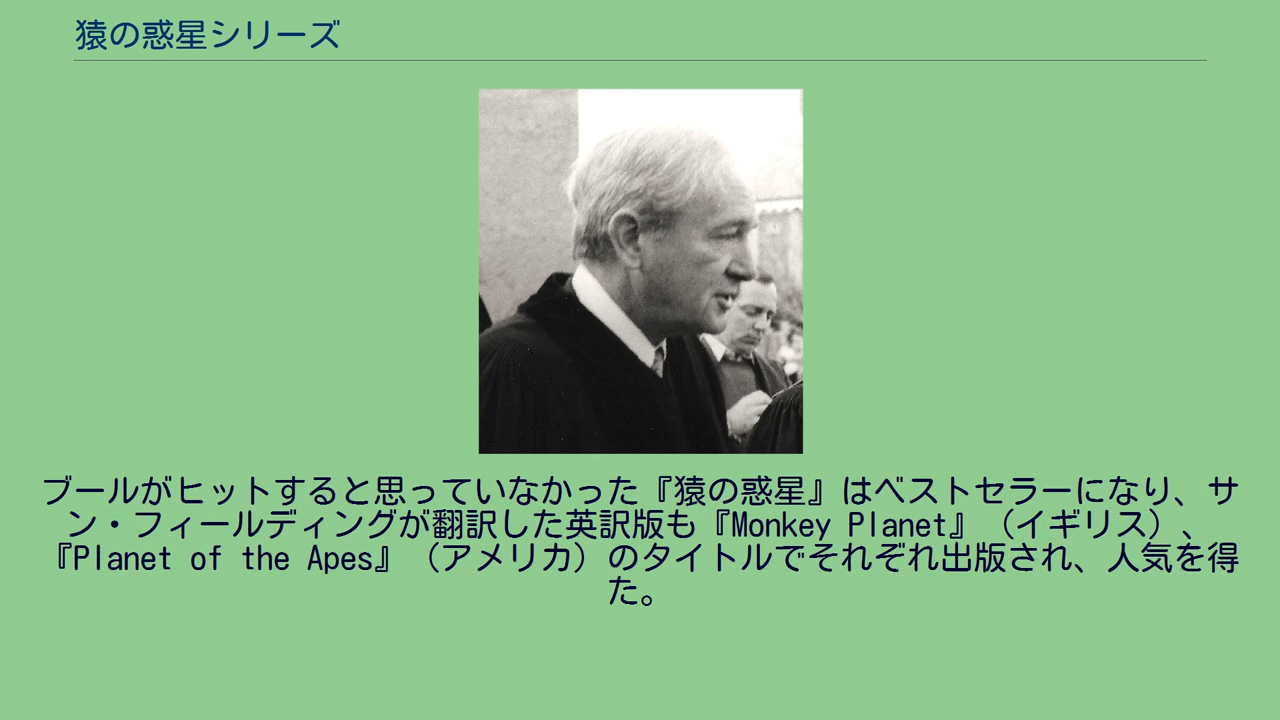 猿の惑星シリーズ
ブールがヒットすると思っていなかった『猿の惑星』はベストセラーになり、サ
ン・フィールディングが翻訳した英訳版も『Monkey Planet』（イギリス）、
『Planet of the Apes』（アメリカ）のタイトルでそれぞれ出版され、人気を得
た。